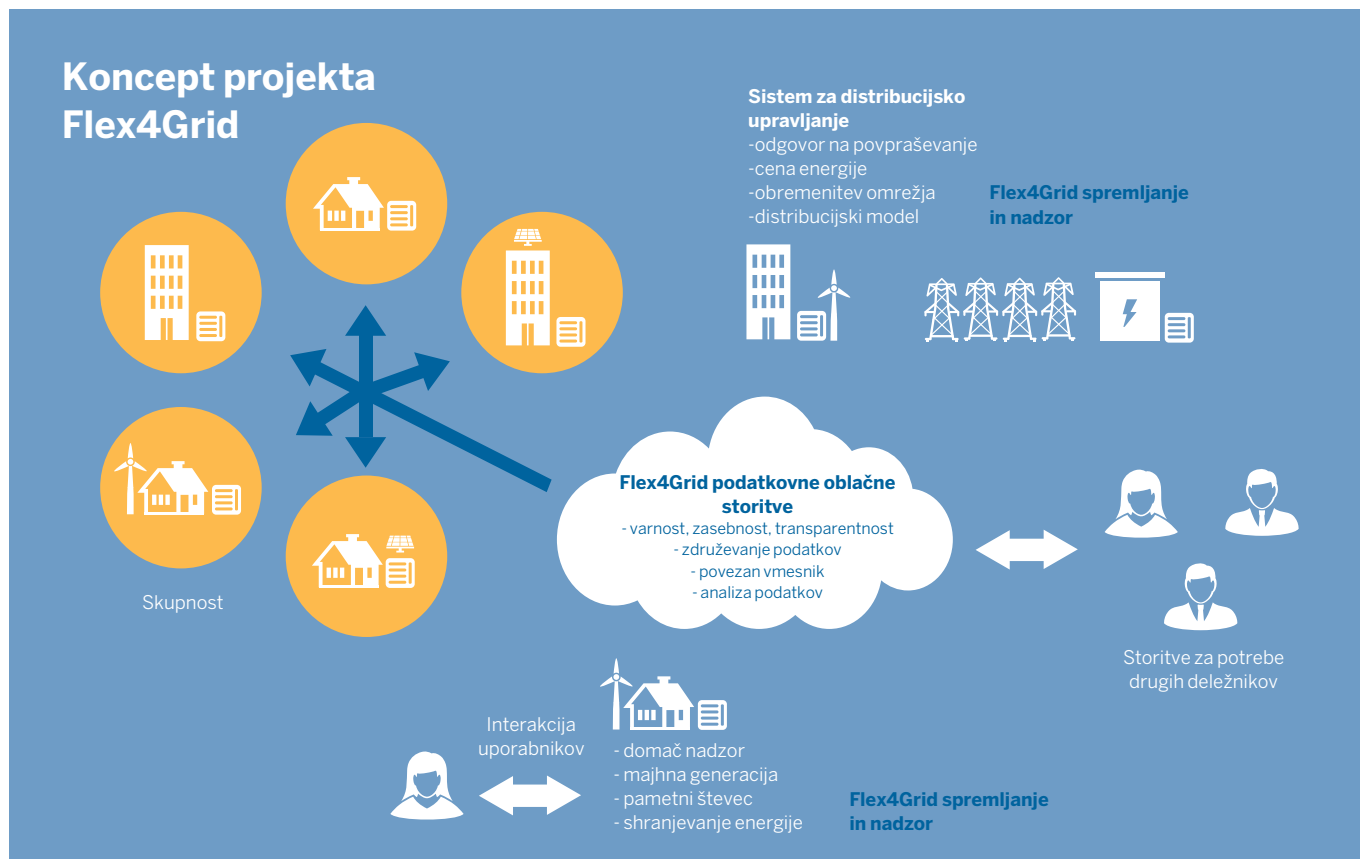 Koncept projekta
Flex4Grid
Sistem za distribucijsko
upravljanje
-odgovor na povpraševanje
-cena energije
-obremenitev omrežja
-distribucijski model
Flex4Grid spremljanje
in nadzor
Flex4Grid podatkovne oblačne
storitve
- varnost, zasebnost, transparentnost
- združevanje podatkov
- povezan vmesnik
- analiza podatkov
Skupnost
Storitve za potrebe
drugih deležnikov
Interakcija
uporabnikov
- domač nadzor
- majhna generacija
- pametni števec
- shranjevanje energije
Flex4Grid spremljanje
in nadzor